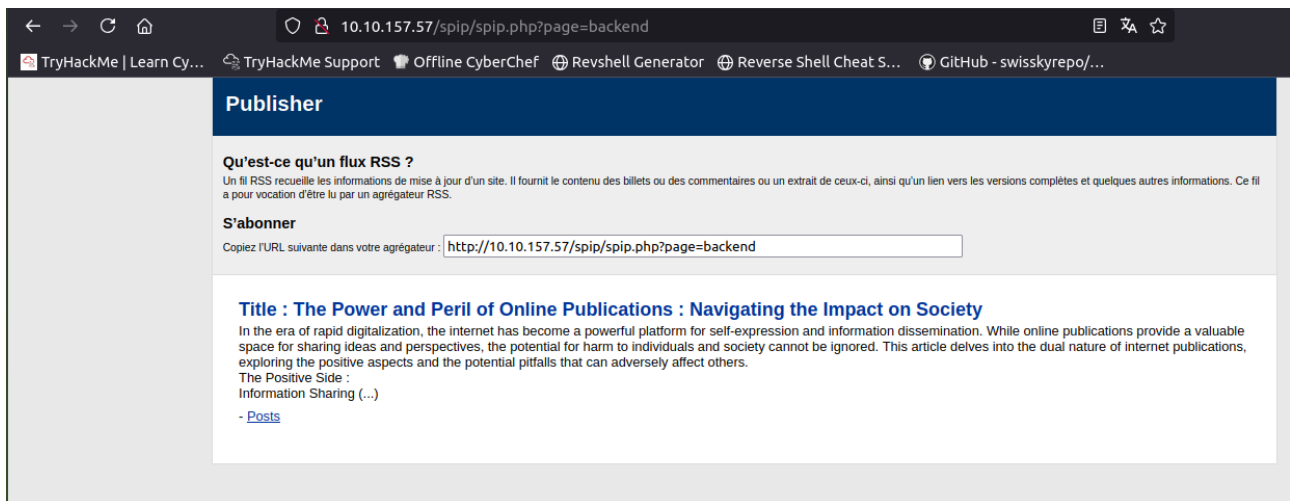 10.10.157.57/spip/spip.php?page=backend
TryHackMe | Learn Cy... TryHackMe Support Offline CyberChef Revshell Generator Reverse Shell Cheat S... GitHub - swisskyrepo/...
Publisher
Qu’est-ce qu’un flux RSS ?
Un fil RSS recueille les informations de mise à jour d’un site. Il fournit le contenu des billets ou des commentaires ou un extrait de ceux-ci, ainsi qu’un lien vers les versions complètes et quelques autres informations. Ce fil
a pour vocation d’être lu par un agrégateur RSS.
S’abonner
Copiez l’URL suivante dans votre agrégateur : http://10.10.157.57/spip/spip.php?page=backend
Title : The Power and Peril of Online Publications : Navigating the Impact on Society
In the era of rapid digitalization, the internet has become a powerful platform for self-expression and information dissemination. While online publications provide a valuable
space for sharing ideas and perspectives, the potential for harm to individuals and society cannot be ignored. This article delves into the dual nature of internet publications,
exploring the positive aspects and the potential pitfalls that can adversely affect others.
The Positive Side :
Information Sharing (...)
- Posts